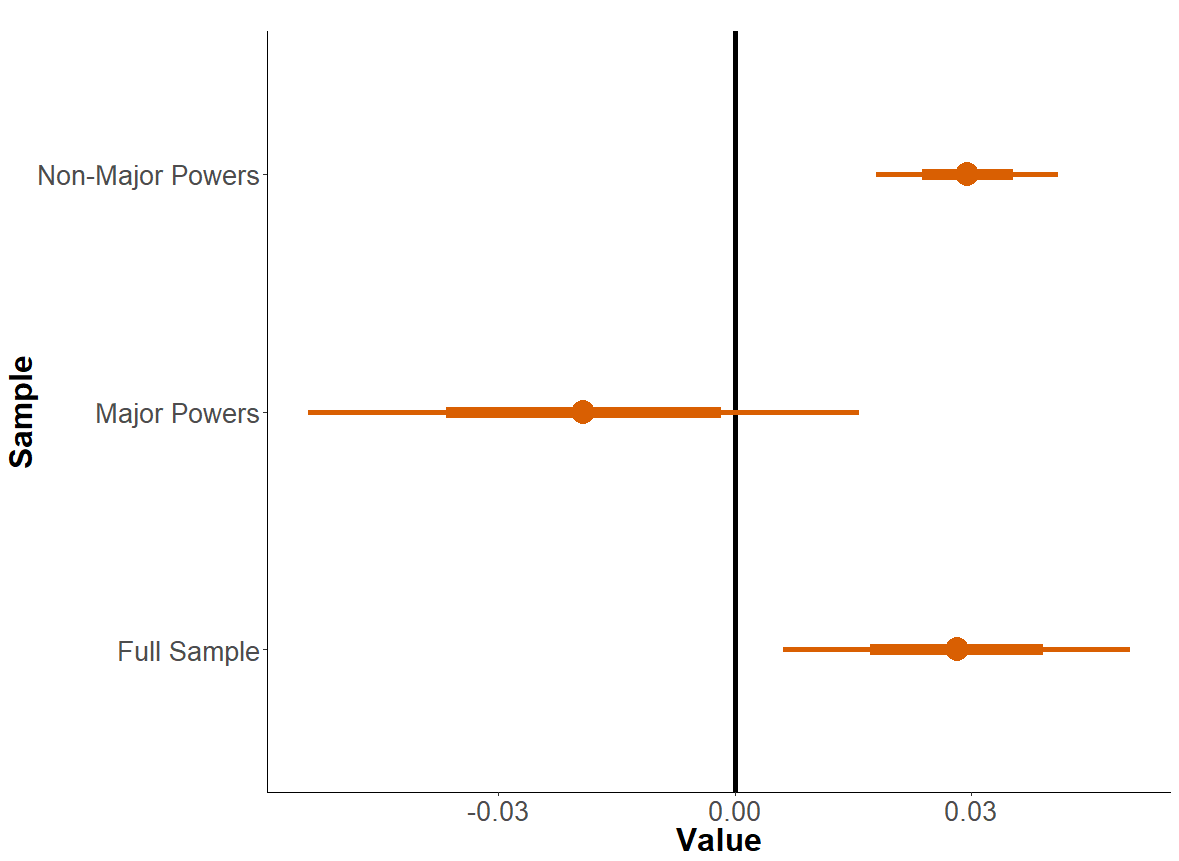 Non-Major Powers
Major Powers
Full Sample
Sample
-0.03
0.00
0.03
Value